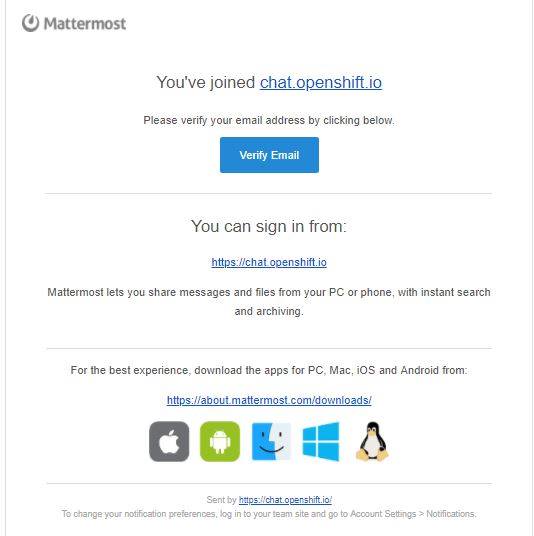 Mattermost
You've joined chat.openshift.io
Please verify your email address by clicking below.
Verify Email
You can sign in from:
https://chat.openshift.io
Mattermost lets you share messages and files from your PC or phone, with instant search
and archiving.
For the best experience, download the apps for PC, Mac, iOS and Android from:
https://about.mattermost.com/downloads/
Sent by https://chat.openshift.io/
To change your notification preferences, log in to your team site and go to Account Settings > Notifications.